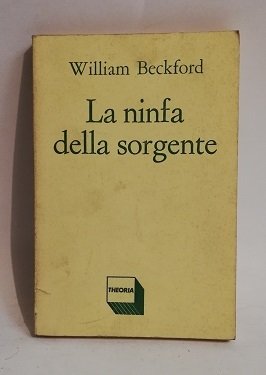 William Beckford
La ninfa
della sorgente
THEORIA